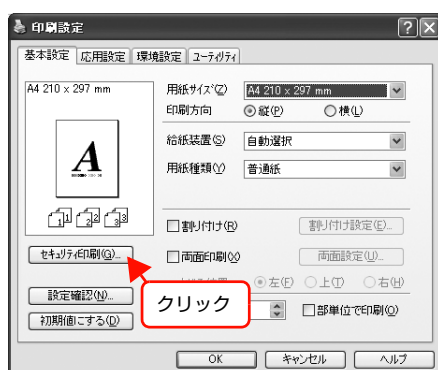 印刷設定
基本設定 応用設定 環境設定 ユーティリティ
A4 210 × 297 mm
用紙サイズ(Z) A4 210 × 297 mm
印刷方向 縦(P) 横(L)
給紙装置(S) 自動選択
用紙種類(Y) 普通紙
A
1 1 2 2 3 3
割り付け(R) 割り付け設定(E)...
セキュリティ印刷(G)... 両面印刷(X) 両面設定(U)...
左(F) 上(T) 右(H)
設定確認(N)...
クリック
部単位で印刷(O)
初期値にする(D)
OK キャンセル ヘルプ